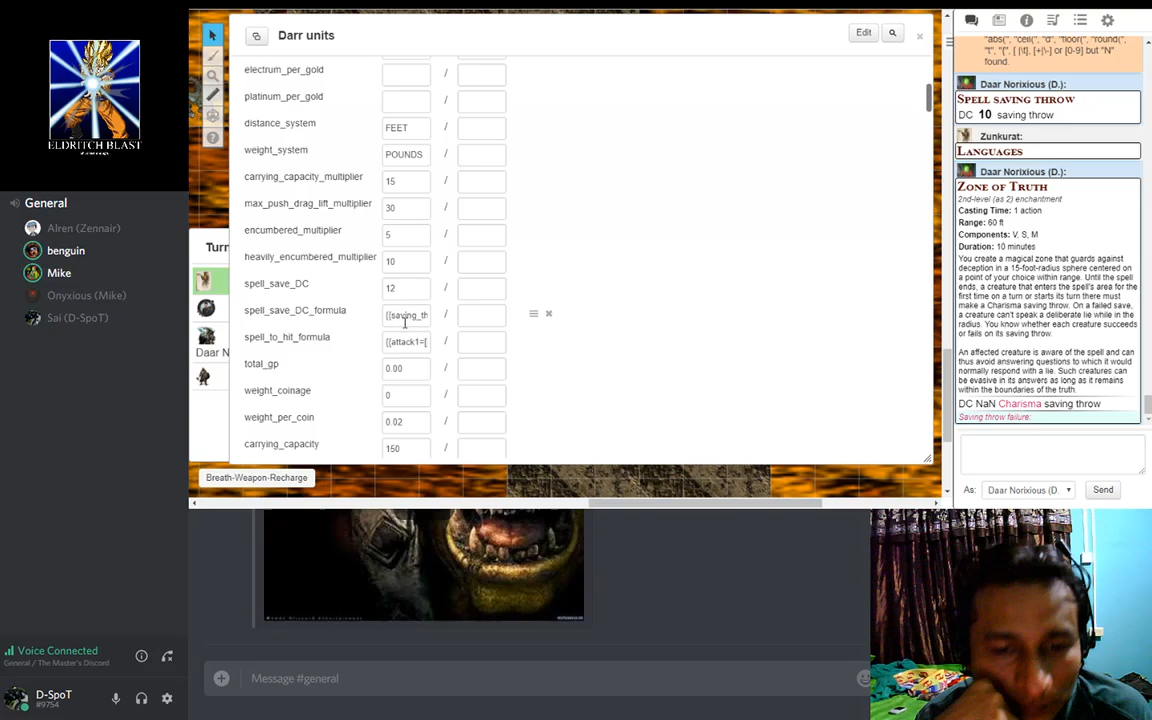 ELDRITCH BLAST
General
Alren (Zennair)
benguin
Mike
Onyxious (Mike)
Sai (D-SpoT)
Voice Connected
General / The Master's Discord
D-SpoT
#9754
Turn
Daar N
Darr units
Edit
electrum_per_gold /
platinum_per_gold /
distance_system FEET /
weight_system POUNDS /
carrying_capacity_multiplier 15 /
max_push_drag_lift_multiplier 30 /
encumbered_multiplier 5 /
heavily_encumbered_multiplier 10 /
spell_save_DC 12 /
spell_save_DC_formula {{saving_th /
spell_to_hit_formula {{attack1=[ /
total_gp 0.00 /
weight_coinage 0 /
weight_per_coin 0.02 /
carrying_capacity 150 /
Breath-Weapon-Recharge
Message #general
"abs(", "ceil(", "d", "floor(", "round(",
"t", "{", [ |\t], [+|\-] or [0-9] but "N"
found.
Daar Norixious (D.):
SPELL SAVING THROW
DC 10 saving throw
Zunkurat:
LANGUAGES
Daar Norixious (D.):
ZONE OF TRUTH
2nd-level (as 2) enchantment
Casting Time: 1 action
Range: 60 ft
Components: V, S, M
Duration: 10 minutes
You create a magical zone that guards against
deception in a 15-foot-radius sphere centered on
a point of your choice within range. Until the spell
ends, a creature that enters the spell's area for the
first time on a turn or starts its turn there must
make a Charisma saving throw. On a failed save,
a creature can't speak a deliberate lie while in the
radius. You know whether each creature succeeds
or fails on its saving throw.
An affected creature is aware of the spell and can
thus avoid answering questions to which it would
normally respond with a lie. Such creatures can
be evasive in its answers as long as it remains
within the boundaries of the truth.
DC NaN Charisma saving throw
Saving throw failure:
As: Daar Norixious (D. Send